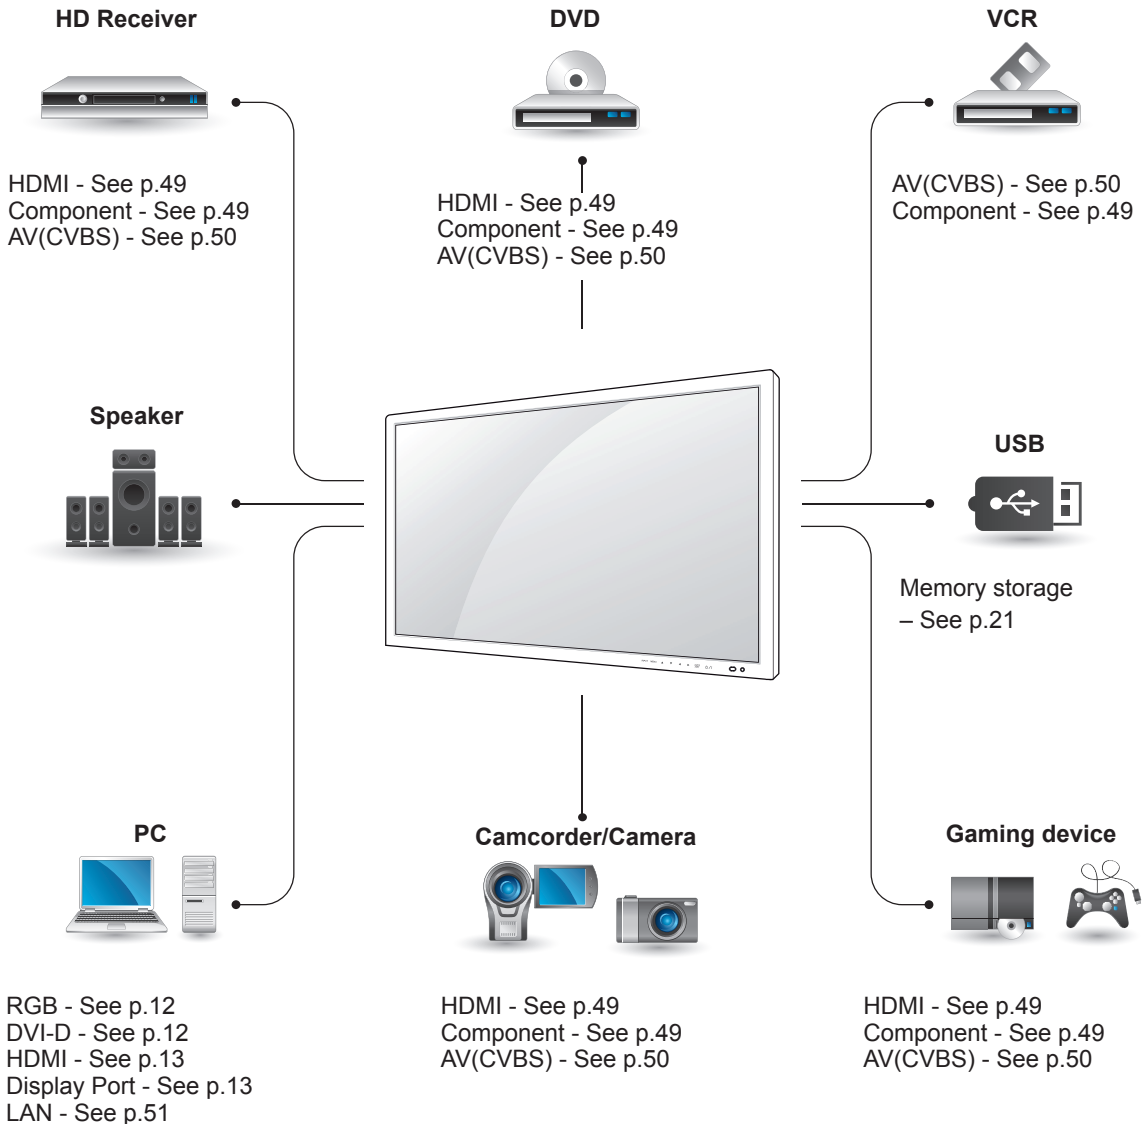 HD Receiver
HDMI - See p.49
Component - See p.49
AV(CVBS) - See p.50
DVD
HDMI - See p.49
Component - See p.49
AV(CVBS) - See p.50
VCR
AV(CVBS) - See p.50
Component - See p.49
Speaker
USB
Memory storage
– See p.21
PC
RGB - See p.12
DVI-D - See p.12
HDMI - See p.13
Display Port - See p.13
LAN - See p.51
Camcorder/Camera
HDMI - See p.49
Component - See p.49
AV(CVBS) - See p.50
Gaming device
HDMI - See p.49
Component - See p.49
AV(CVBS) - See p.50